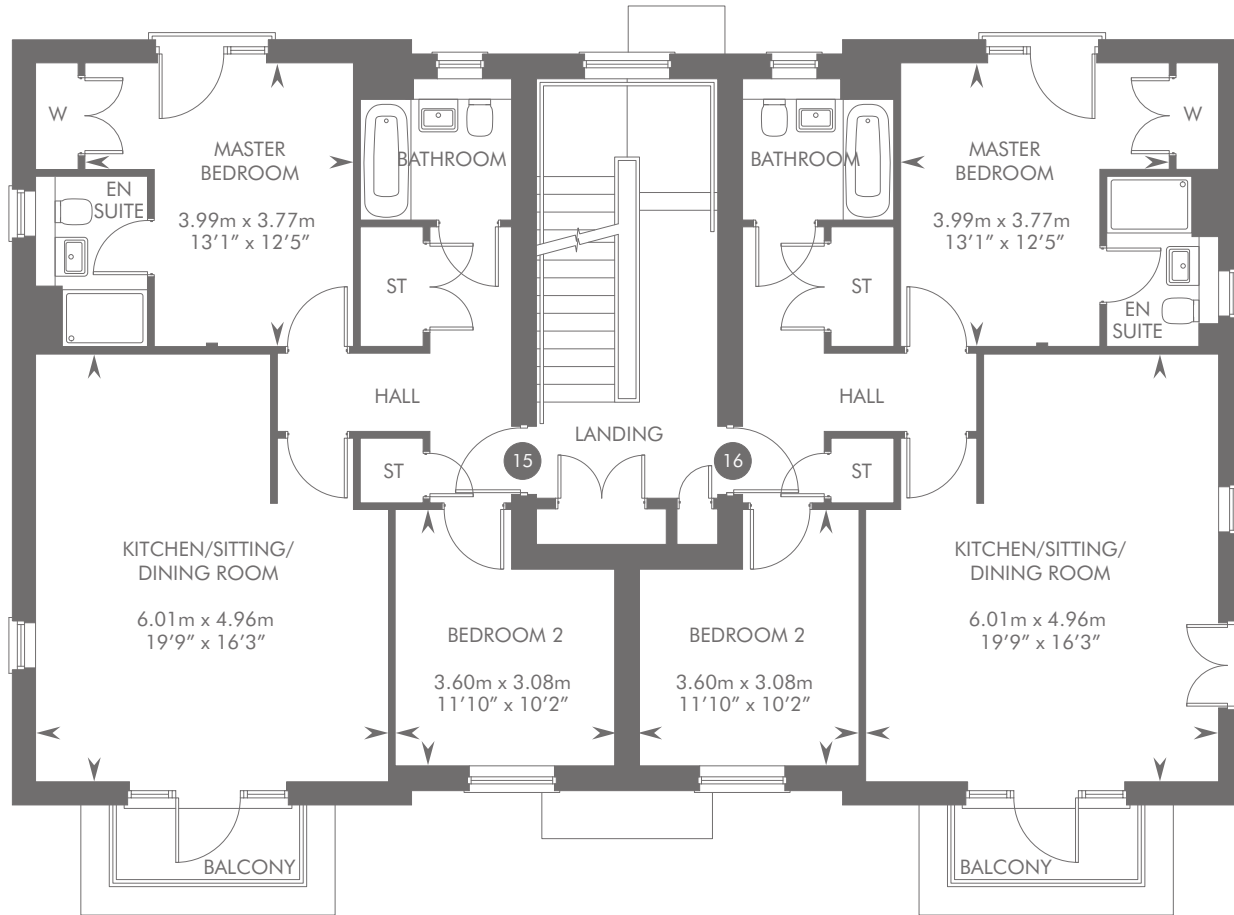 W
MASTER
BEDROOM
3.99m x 3.77m
13'1" x 12'5"
EN
SUITE
BATHROOM
ST
HALL
ST
KITCHEN/SITTING/
DINING ROOM
6.01m x 4.96m
19'9" x 16'3"
BEDROOM 2
3.60m x 3.08m
11'10" x 10'2"
BALCONY
15
LANDING
16
BATHROOM
MASTER
BEDROOM
3.99m x 3.77m
13'1" x 12'5"
W
EN
SUITE
ST
HALL
ST
BEDROOM 2
3.60m x 3.08m
11'10" x 10'2"
KITCHEN/SITTING/
DINING ROOM
6.01m x 4.96m
19'9" x 16'3"
BALCONY